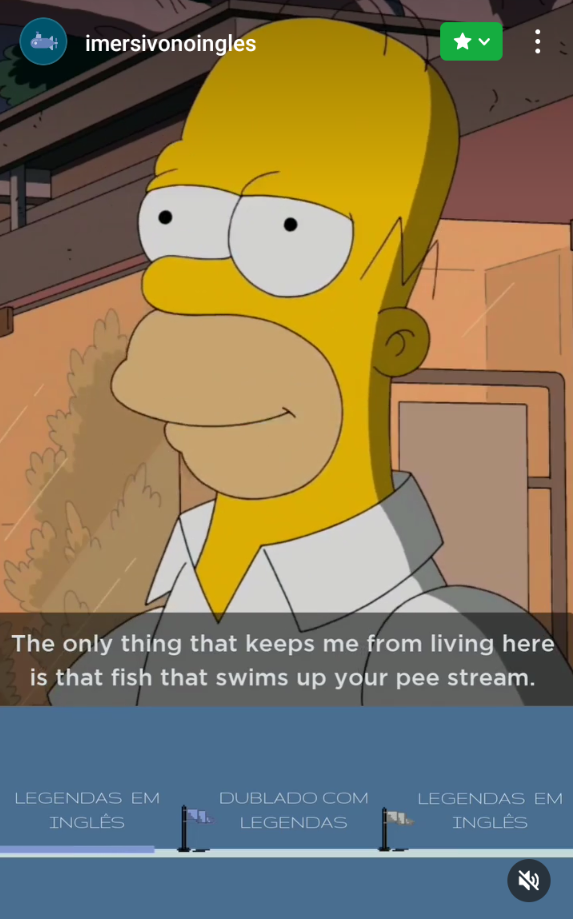 imersivonoingles
The only thing that keeps me from living here
is that fish that swims up your pee stream.
LEGENDAS EM
INGLÊS
DUBLADO COM
LEGENDAS
LEGENDAS EM
INGLÊS